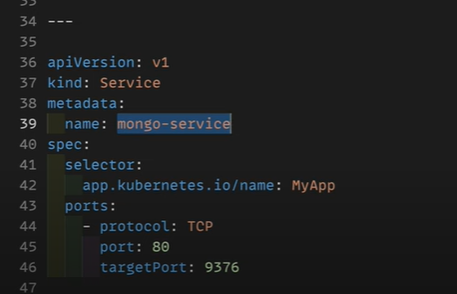 33
34 ---
35
36 apiVersion: v1
37 kind: Service
38 metadata:
39   name: mongo-service
40 spec:
41   selector:
42     app.kubernetes.io/name: MyApp
43   ports:
44     - protocol: TCP
45       port: 80
46       targetPort: 9376
47